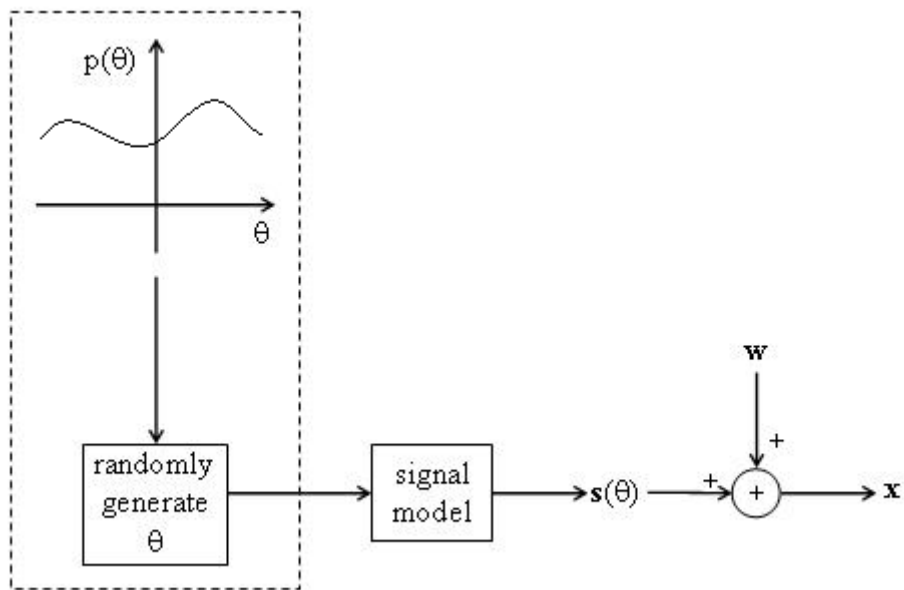 p(θ)
θ
randomly
generate
θ
signal
model
s(θ)
w
+
+
+
x